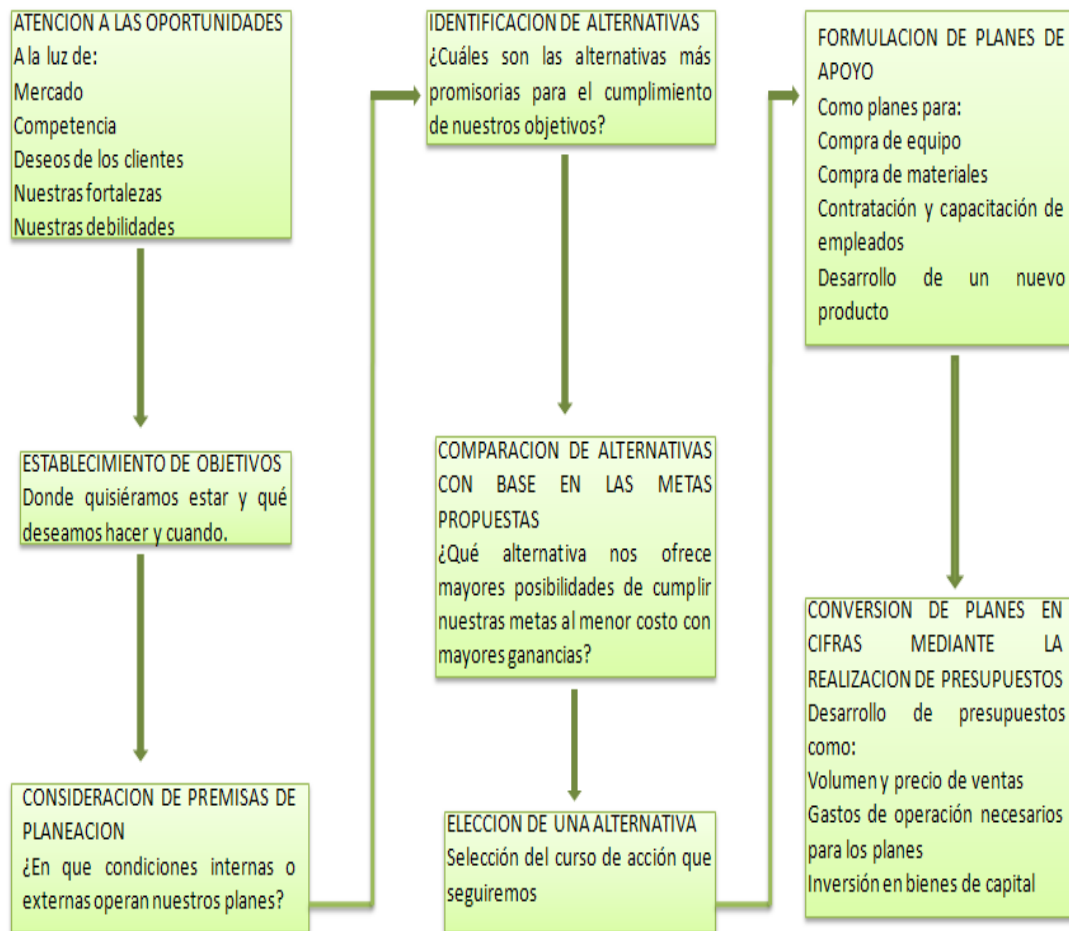 ATENCION A LAS OPORTUNIDADES
A la luz de:
Mercado
Competencia
Deseos de los clientes
Nuestras fortalezas
Nuestras debilidades
ESTABLECIMIENTO DE OBJETIVOS
Donde quisiéramos estar y qué
deseamos hacer y cuando.
CONSIDERACION DE PREMISAS DE
PLANEACION
¿En que condiciones internas o
externas operan nuestros planes?
IDENTIFICACION DE ALTERNATIVAS
¿Cuáles son las alternativas más
promisorias para el cumplimiento
de nuestros objetivos?
COMPARACION DE ALTERNATIVAS
CON BASE EN LAS METAS
PROPUESTAS
¿Qué alternativa nos ofrece
mayores posibilidades de cumplir
nuestras metas al menor costo con
mayores ganancias?
ELECCION DE UNA ALTERNATIVA
Selección del curso de acción que
seguiremos
FORMULACION DE PLANES DE
APOYO
Como planes para:
Compra de equipo
Compra de materiales
Contratación y capacitación de
empleados
Desarrollo de un nuevo
producto
CONVERSION DE PLANES EN
CIFRAS MEDIANTE LA
REALIZACION DE PRESUPUESTOS
Desarrollo de presupuestos
como:
Volumen y precio de ventas
Gastos de operación necesarios
para los planes
Inversión en bienes de capital